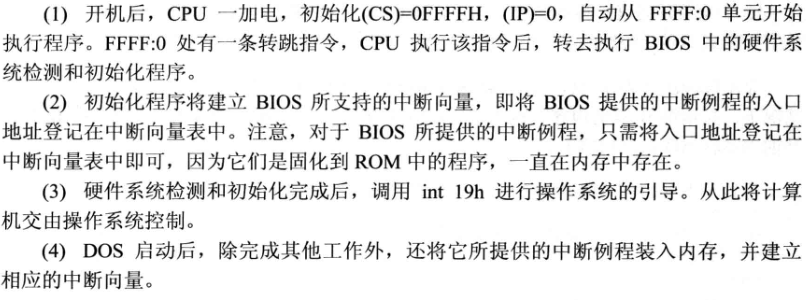 (1) 开机后，CPU 一加电，初始化(CS)=0FFFFH，(IP)=0，自动从 FFFF:0 单元开始
执行程序。FFFF:0 处有一条转跳指令，CPU 执行该指令后，转去执行 BIOS 中的硬件系
统检测和初始化程序。
(2) 初始化程序将建立 BIOS 所支持的中断向量，即将 BIOS 提供的中断例程的入口
地址登记在中断向量表中。注意，对于 BIOS 所提供的中断例程，只需将入口地址登记在
中断向量表中即可，因为它们是固化到 ROM 中的程序，一直在内存中存在。
(3) 硬件系统检测和初始化完成后，调用 int 19h 进行操作系统的引导。从此将计算
机交由操作系统控制。
(4) DOS 启动后，除完成其他工作外，还将它所提供的中断例程装入内存，并建立
相应的中断向量。